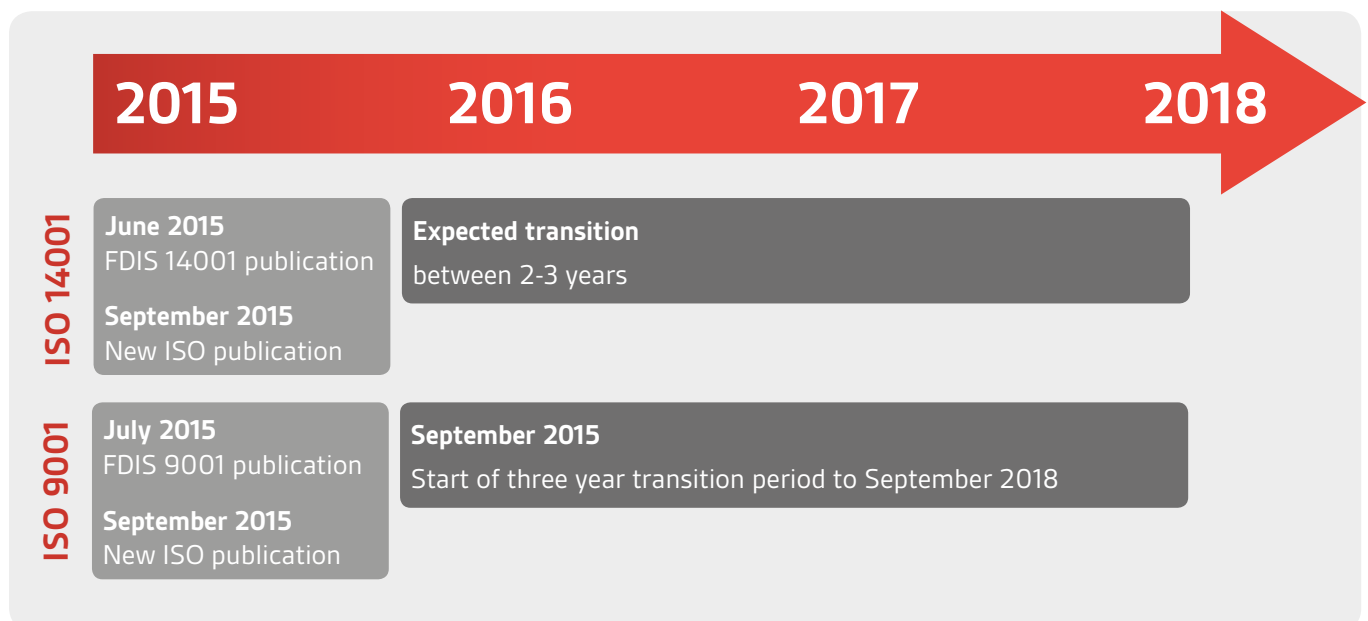 2015 2016 2017 2018
ISO 14001
June 2015
FDIS 14001 publication
September 2015
New ISO publication
Expected transition
between 2-3 years
ISO 9001
July 2015
FDIS 9001 publication
September 2015
New ISO publication
September 2015
Start of three year transition period to September 2018